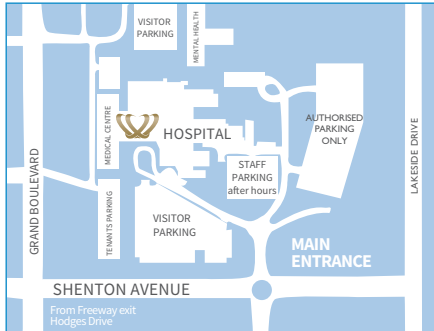 VISITOR
PARKING
MENTAL HEALTH
MEDICAL CENTRE
HOSPITAL
AUTHORISED
PARKING
ONLY
LAKESIDE DRIVE
GRAND BOULEVARD
TENANTS PARKING
STAFF
PARKING
after hours
VISITOR
PARKING
MAIN
ENTRANCE
SHENTON AVENUE
From Freeway exit
Hodges Drive